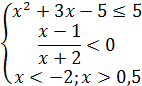 x² + 3x − 5 ≤ 5
(x − 1)/(x + 2) < 0
x < −2; x > 0,5